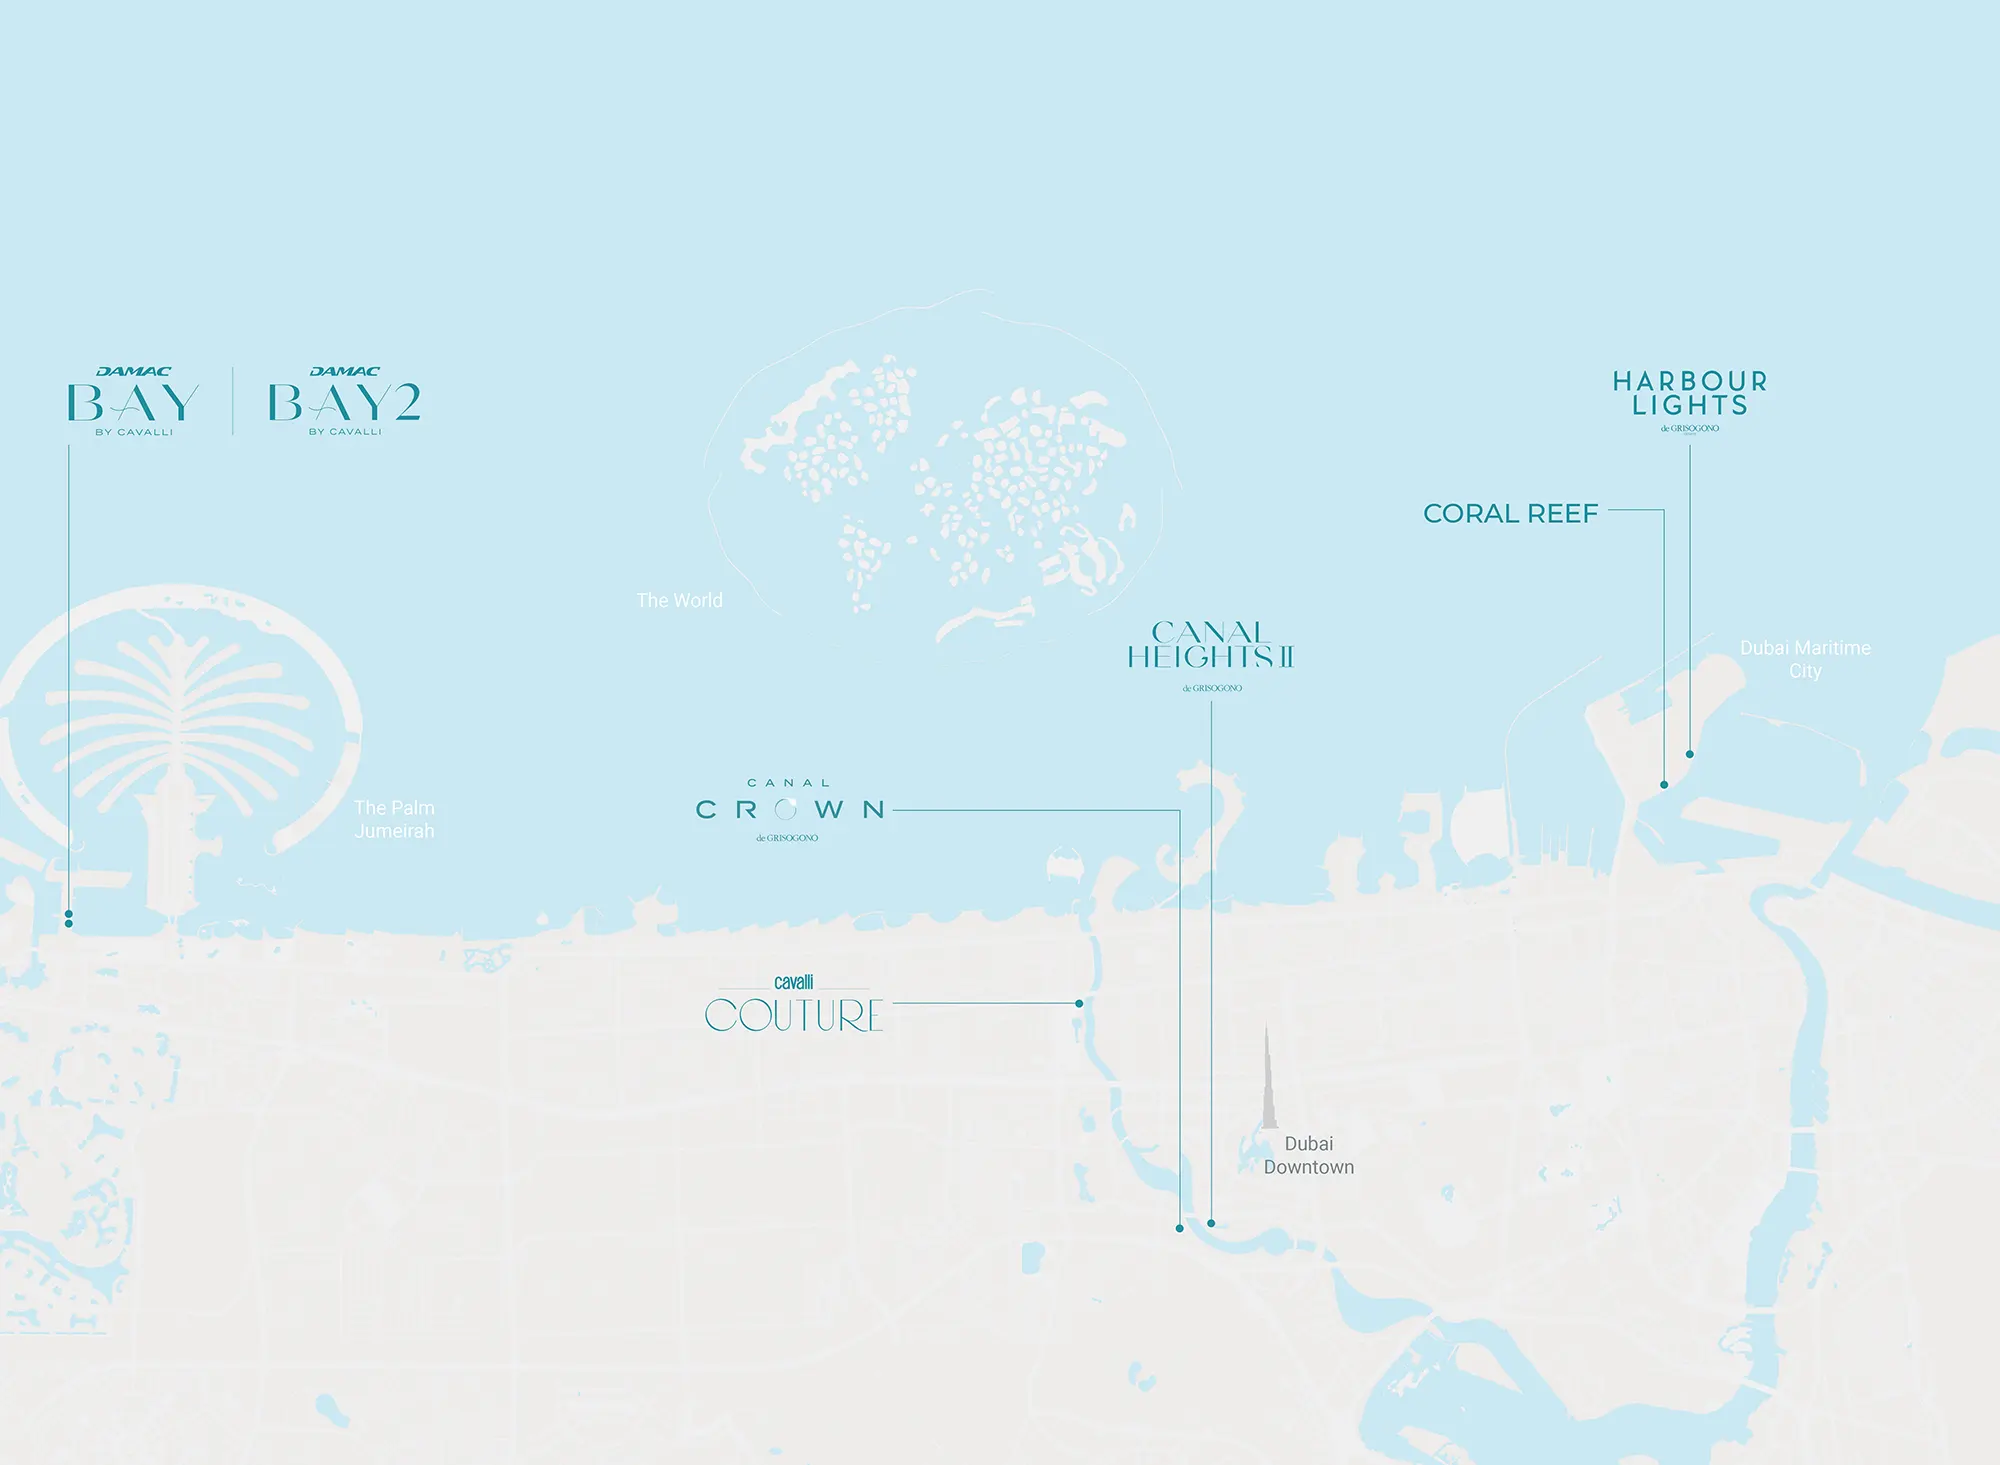 DAMAC
BAY
BY CAVALLI
DAMAC
BAY2
BY CAVALLI
HARBOUR
LIGHTS
de GRISOGONO
CORAL REEF
The World
CANAL
HEIGHTS II
de GRISOGONO
Dubai Maritime
City
The Palm
Jumeirah
CANAL
CROWN
de GRISOGONO
cavalli
COUTURE
Dubai
Downtown